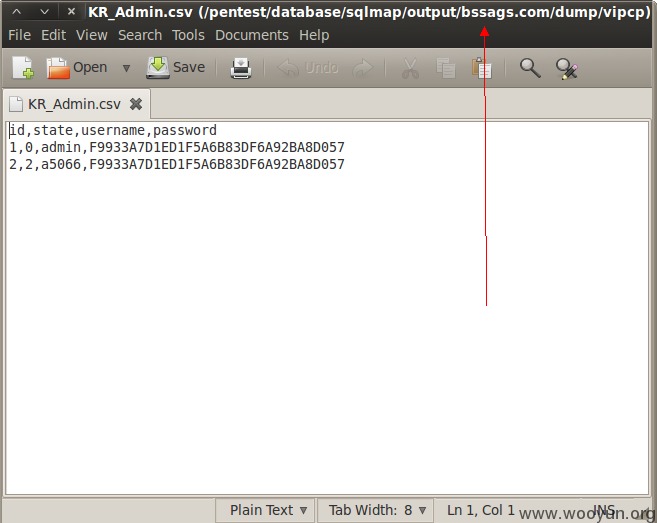 KR_Admin.csv (/pentest/database/sqlmap/output/bssags.com/dump/vipcp)
File Edit View Search Tools Documents Help
Open Save Undo
KR_Admin.csv
id,state,username,password
1,0,admin,F9933A7D1ED1F5A6B83DF6A92BA8D057
2,2,a5066,F9933A7D1ED1F5A6B83DF6A92BA8D057
Plain Text Tab Width: 8 Ln 1, Col 1 INS
www.wooyun.org